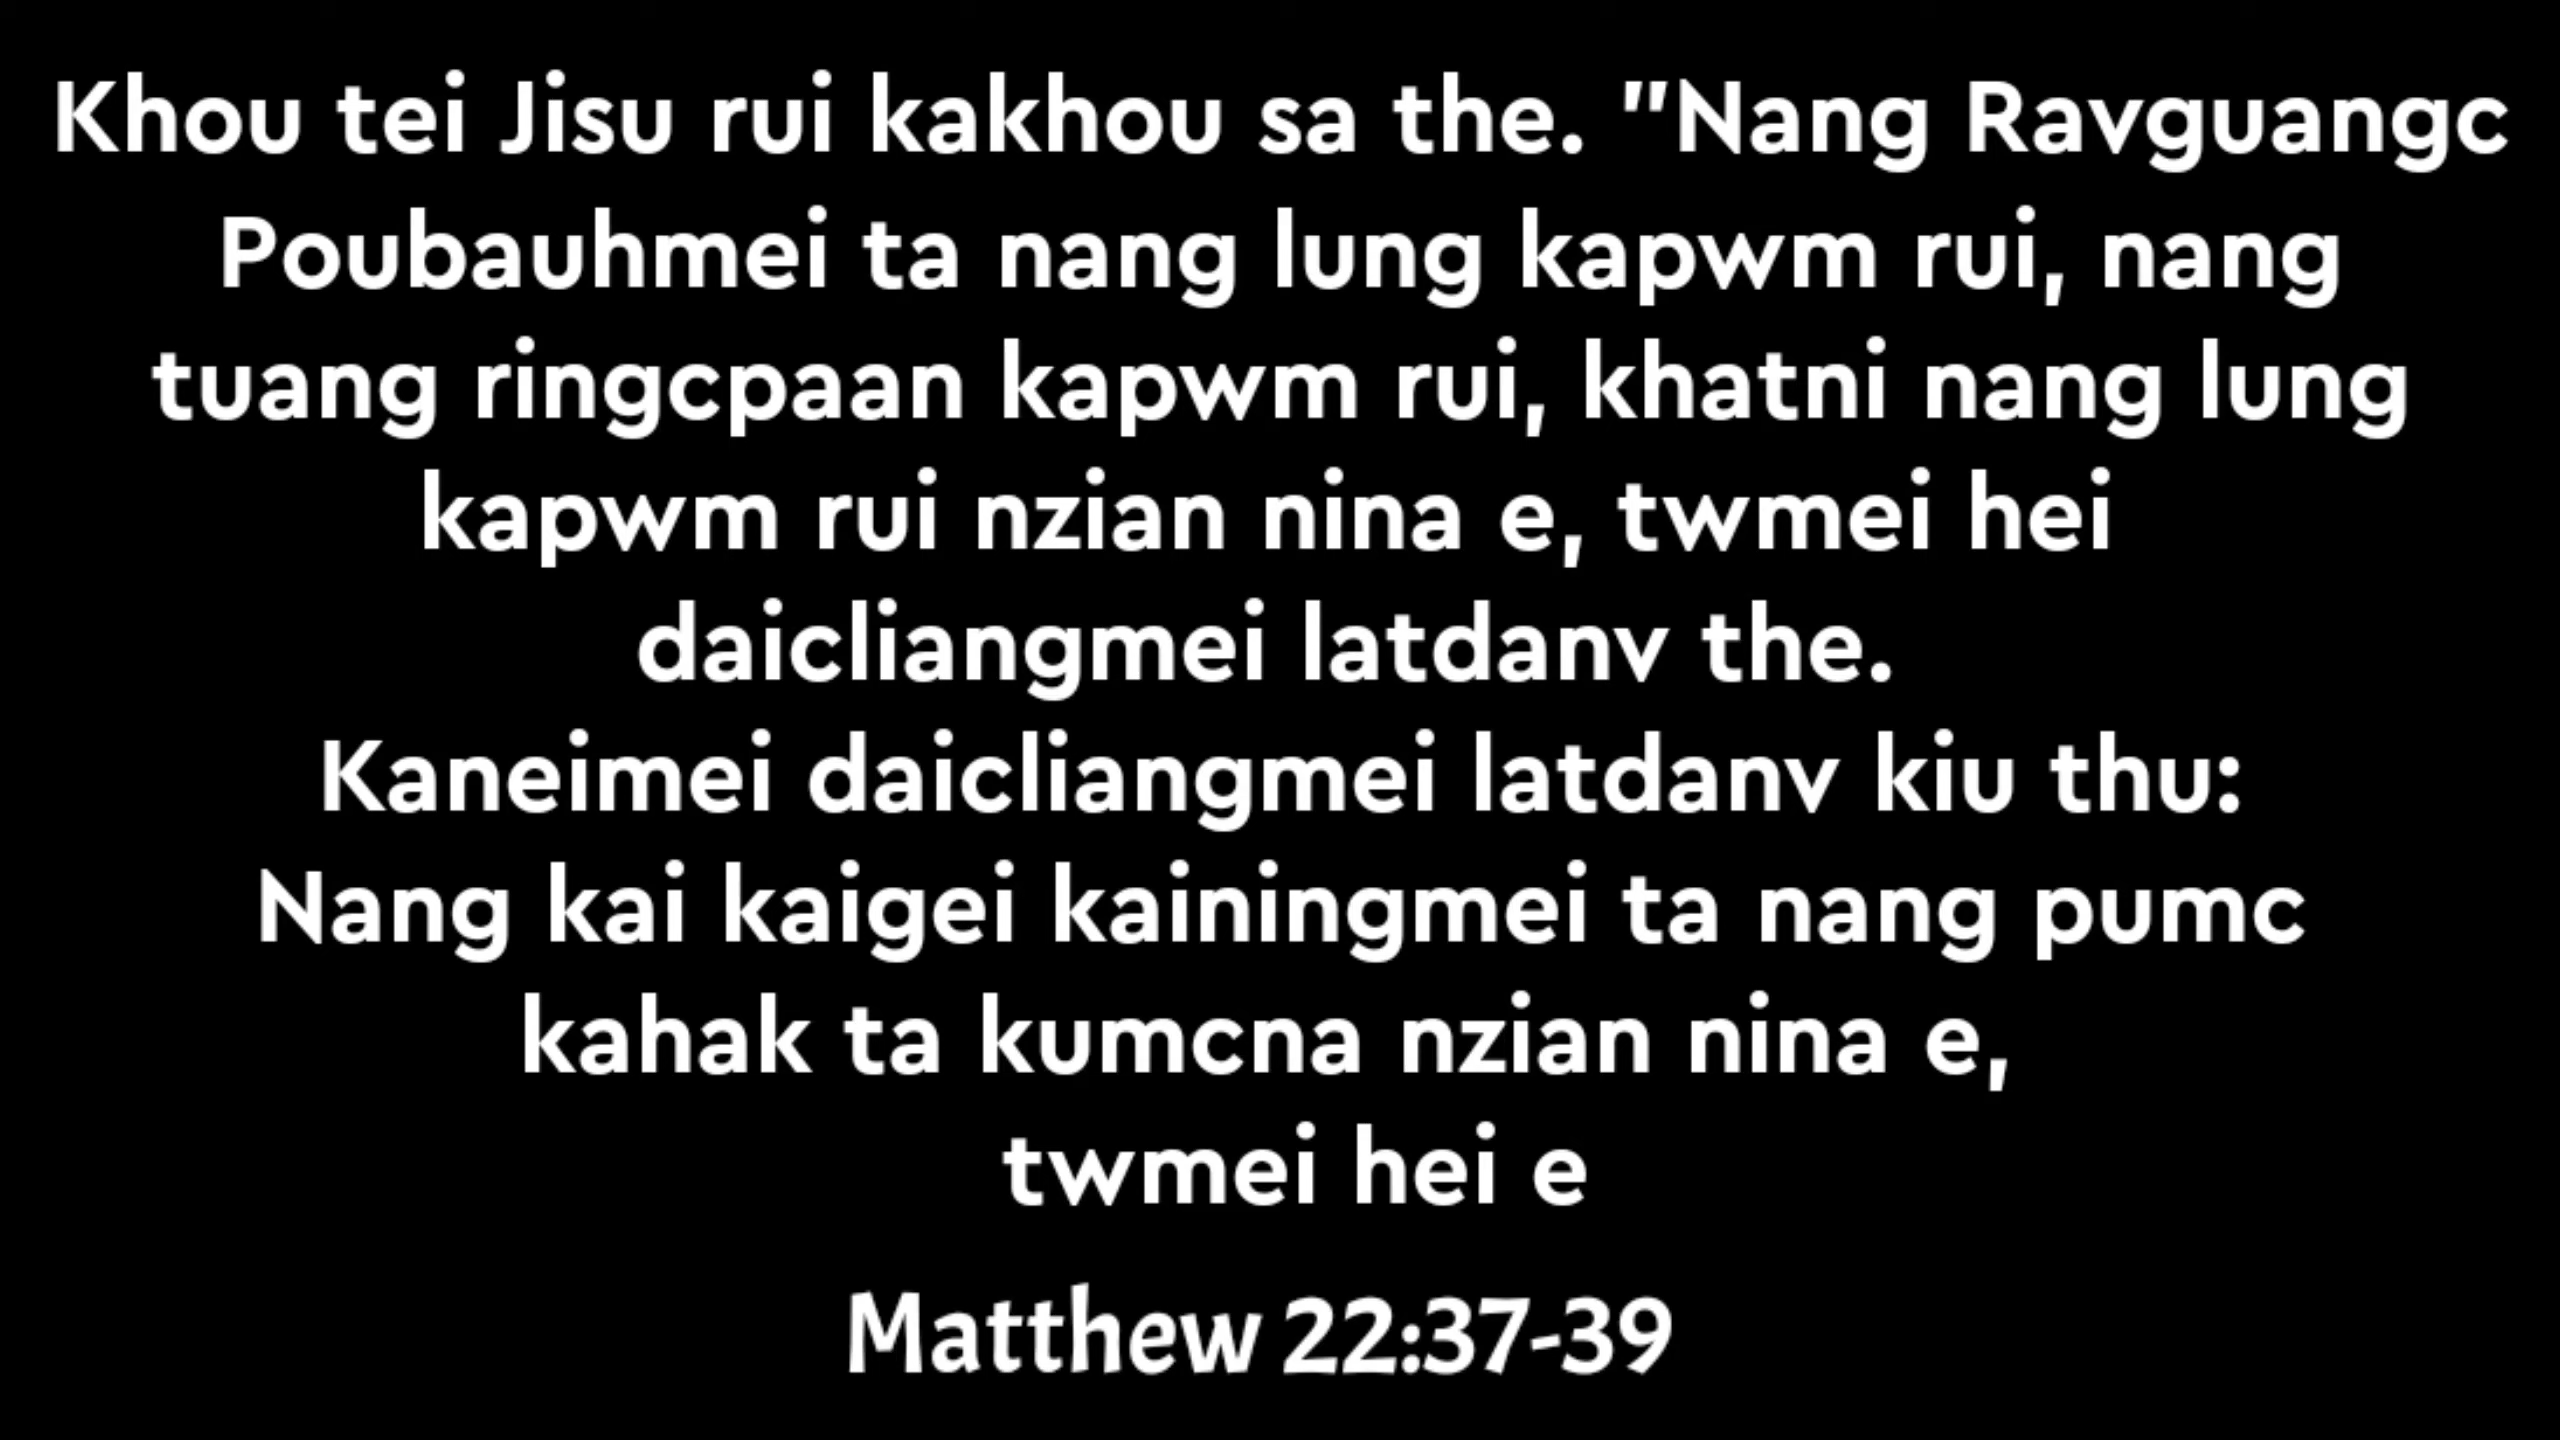 Khou tei Jisu rui kakhou sa the. "Nang Ravguangc
Poubauhmei ta nang lung kapwm rui, nang
tuang ringcpaan kapwm rui, khatni nang lung
kapwm rui nzian nina e, twmei hei
daicliangmei latdanv the.
Kaneimei daicliangmei latdanv kiu thu:
Nang kai kaigei kainingmei ta nang pumc
kahak ta kumcna nzian nina e,
twmei hei e
Matthew 22:37-39